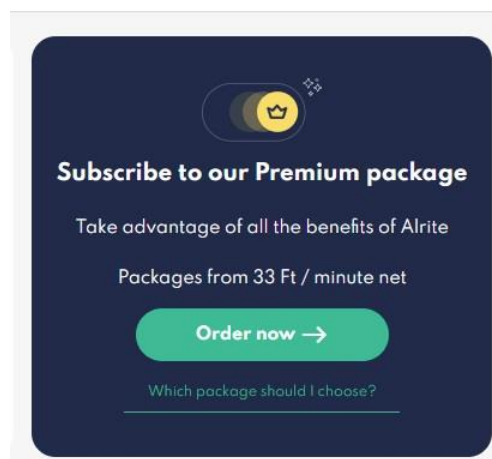 Subscribe to our Premium package
Take advantage of all the benefits of Alrite
Packages from 33 Ft / minute net
Order now →
Which package should I choose?